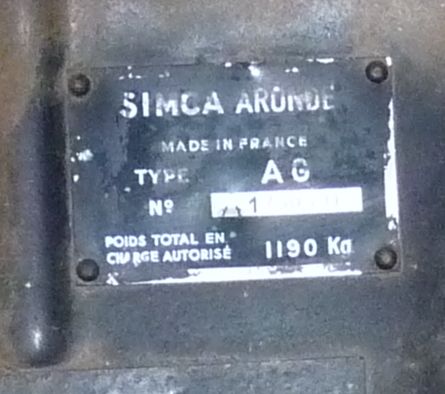 SIMCA ARONDE
MADE IN FRANCE
TYPE AG
Nº
POIDS TOTAL EN
CHARGE AUTORISÉ 1190 Kg